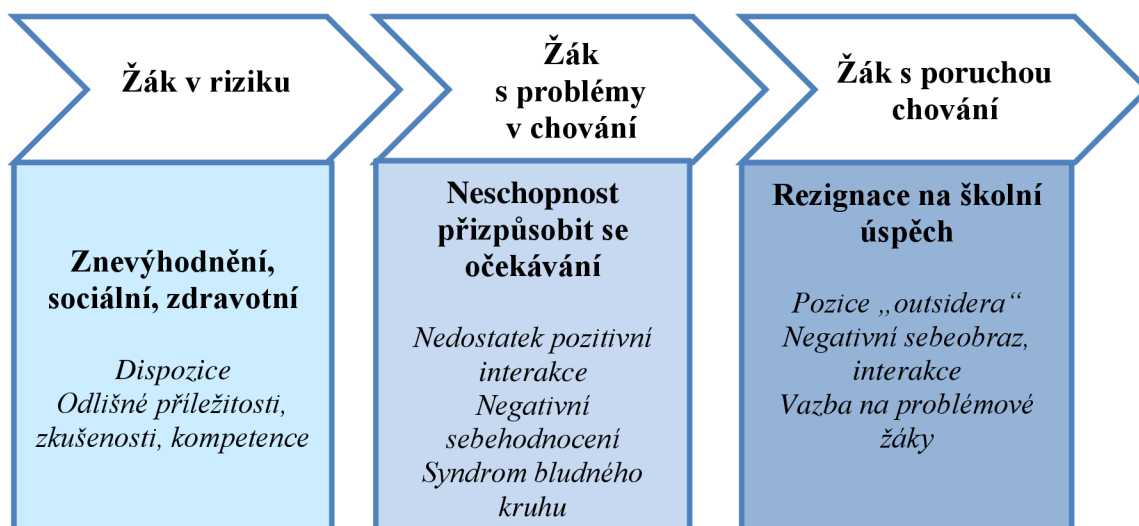 Žák v riziku
Znevýhodnění,
sociální, zdravotní
Dispozice
Odlišné příležitosti,
zkušenosti, kompetence
Žák
s problémy
v chování
Neschopnost
přizpůsobit se
očekávání
Nedostatek pozitivní
interakce
Negativní
sebehodnocení
Syndrom bludného
kruhu
Žák s poruchou
chování
Rezignace na školní
úspěch
Pozice „outsidera“
Negativní sebeobraz,
interakce
Vazba na problémové
žáky